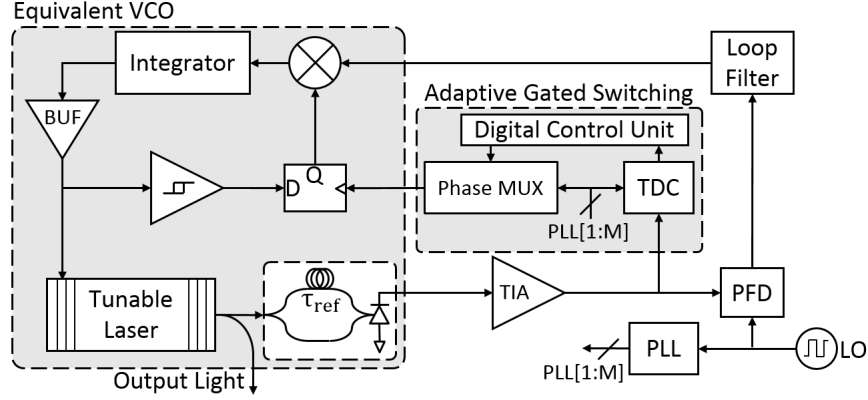 Equivalent VCO
Integrator
Loop
Filter
BUF
Adaptive Gated Switching
Digital Control Unit
D
Q
Phase MUX
TDC
PLL[1:M]
Tunable
Laser
τref
TIA
PFD
PLL
LO
PLL[1:M]
Output Light